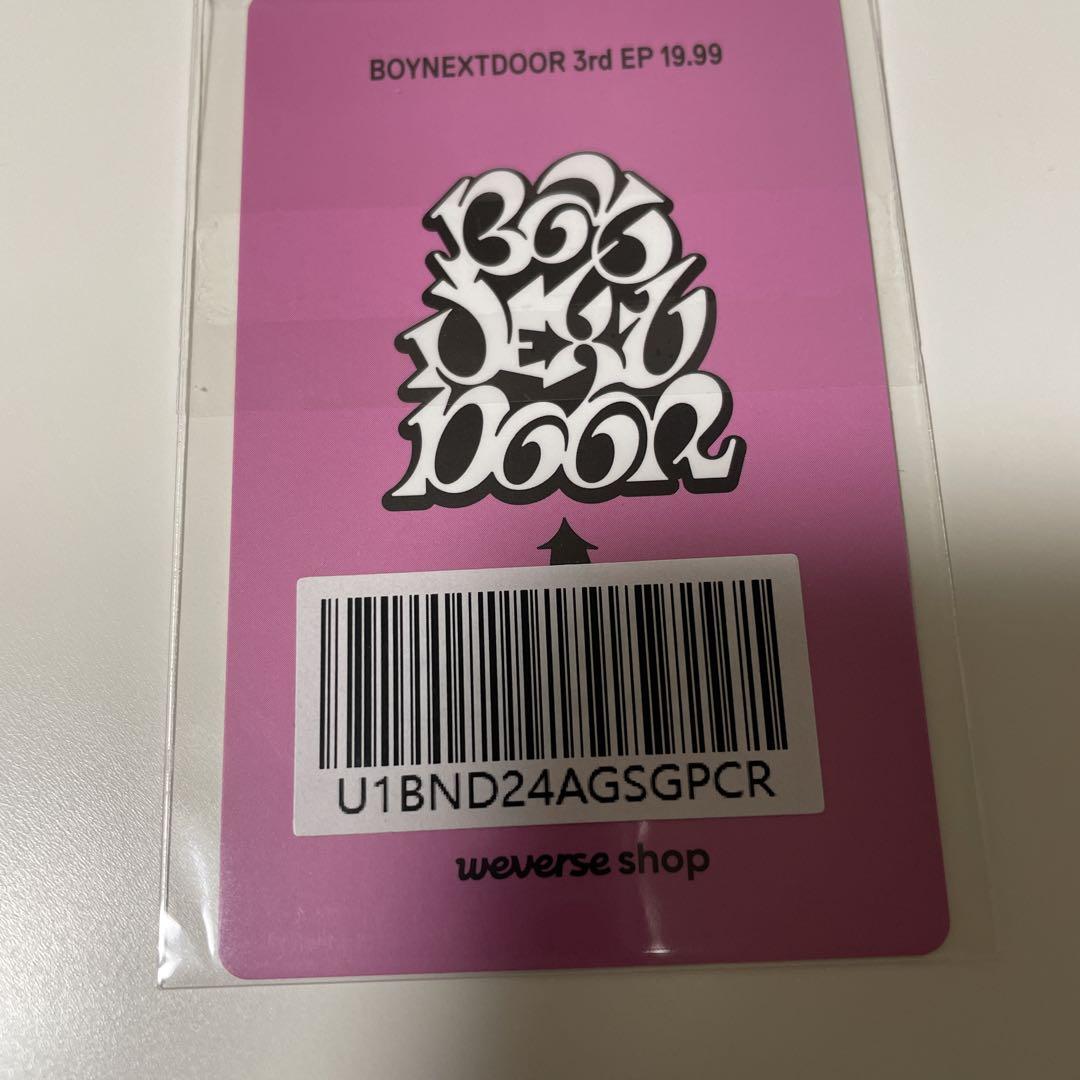 BOYNEXTDOOR 3rd EP 19.99
BOY
NEXT
DOOR
U1BND24AGSGPCR
weverse shop